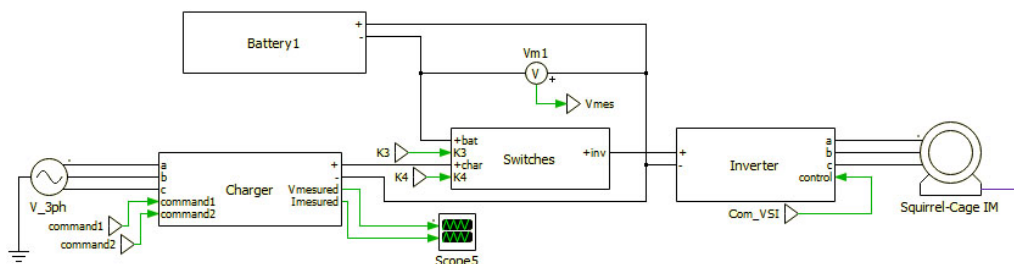 Battery1
+
-
Vm1
V
+
Vmes
+bat
K3
+char
K4
Switches
+inv
K3
K4
+
-
Inverter
a
b
c
control
Com_VSI
Squirrel-Cage IM
V_3ph
a
b
c
command1
command2
Charger
+
-
Vmesured
Imesured
command1
command2
Scope5